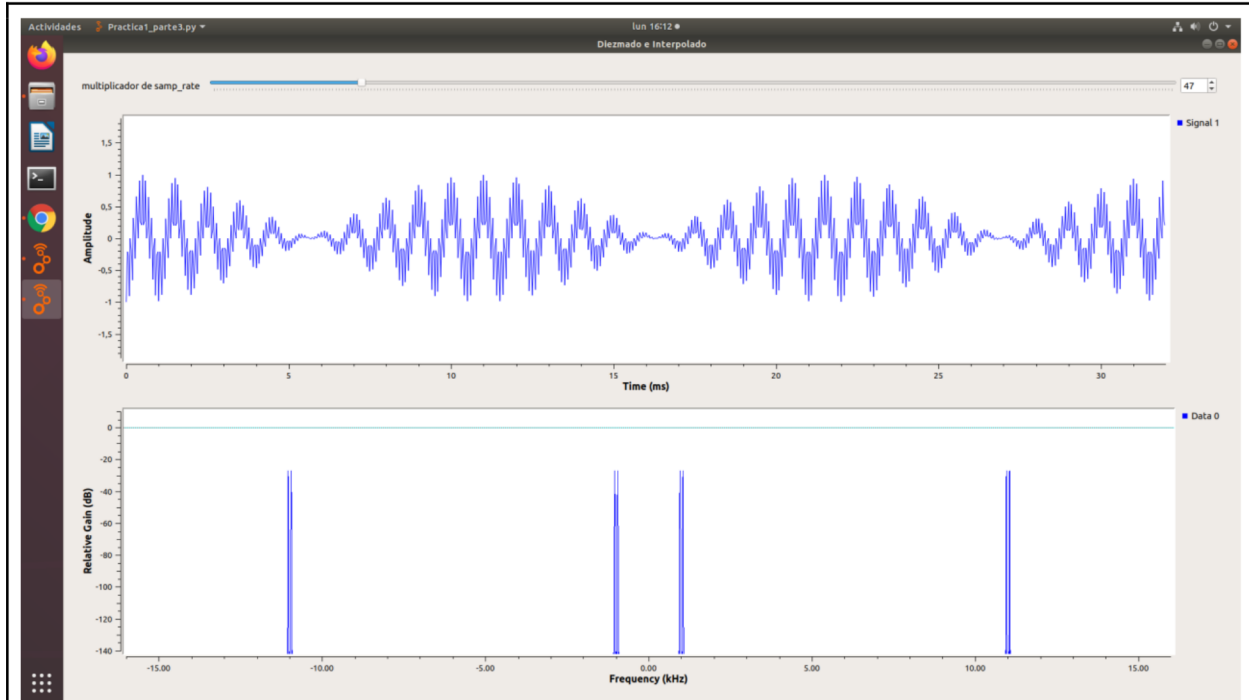 Actividades Practica1_parte3.py lun 16:12
Diezmado e Interpolado
multiplicador de samp_rate 47
Signal 1
1,5
1
0,5
0
-0,5
-1
-1,5
Amplitude
0 5 10 15 20 25 30
Time (ms)
Data 0
0
-20
-40
-60
-80
-100
-120
-140
Relative Gain (dB)
-15.00 -10.00 -5.00 0.00 5.00 10.00 15.00
Frequency (kHz)